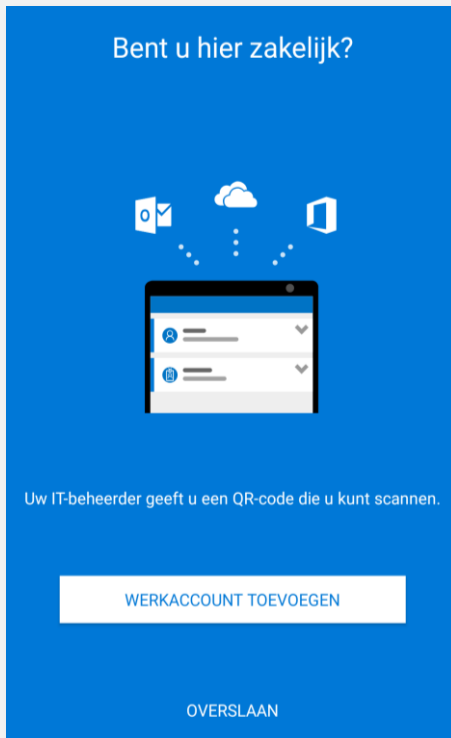 Bent u hier zakelijk?
Uw IT-beheerder geeft u een QR-code die u kunt scannen.
WERKACCOUNT TOEVOEGEN
OVERSLAAN